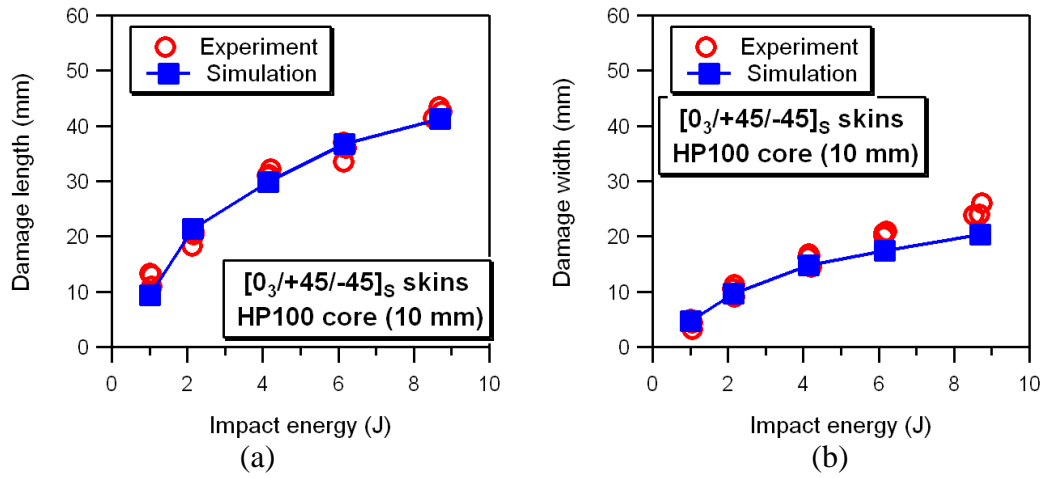 60
50
40
30
20
10
0
Damage length (mm)
Experiment
Simulation
[0₃/+45/-45]ₛ skins
HP100 core (10 mm)
0 2 4 6 8 10
Impact energy (J)
(a)
60
50
40
30
20
10
0
Damage width (mm)
Experiment
Simulation
[0₃/+45/-45]ₛ skins
HP100 core (10 mm)
0 2 4 6 8 10
Impact energy (J)
(b)